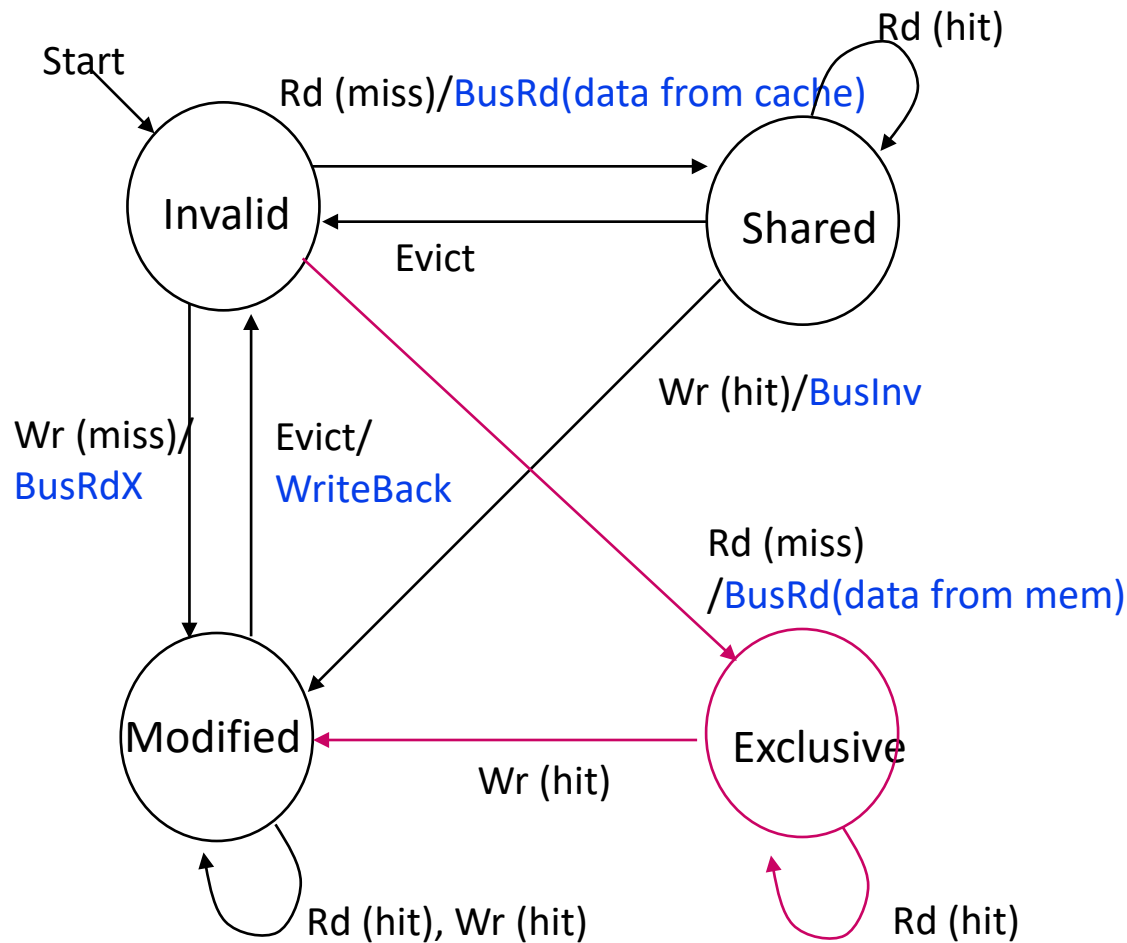 Rd (hit)
Start
Rd (miss)/BusRd(data from cache)
Invalid
Shared
Evict
Wr (hit)/BusInv
Wr (miss)/
BusRdX
Evict/
WriteBack
Rd (miss)
/BusRd(data from mem)
Modified
Exclusive
Wr (hit)
Rd (hit), Wr (hit)
Rd (hit)